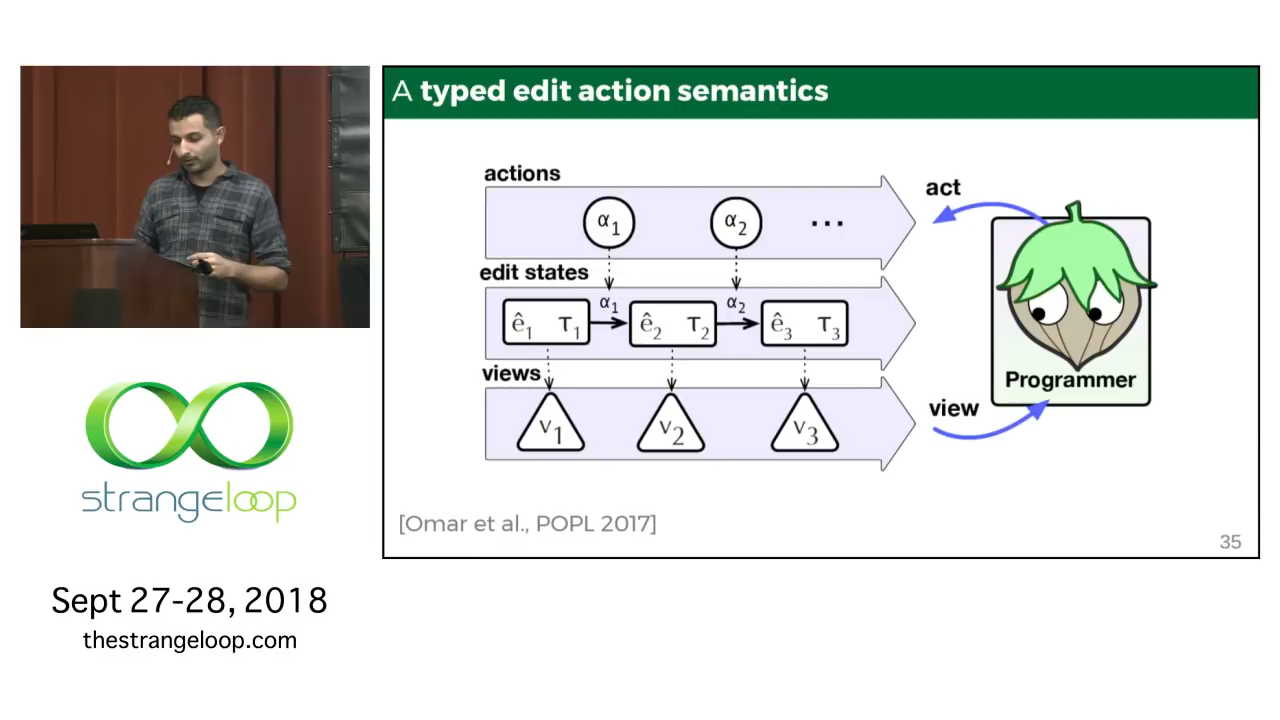 A typed edit action semantics
actions
α1 α2 ...
act
edit states
α1 α2
ê1 τ1 ê2 τ2 ê3 τ3
Programmer
views
v1 v2 v3
view
[Omar et al., POPL 2017]
35
strangeloop
Sept 27-28, 2018
thestrangeloop.com